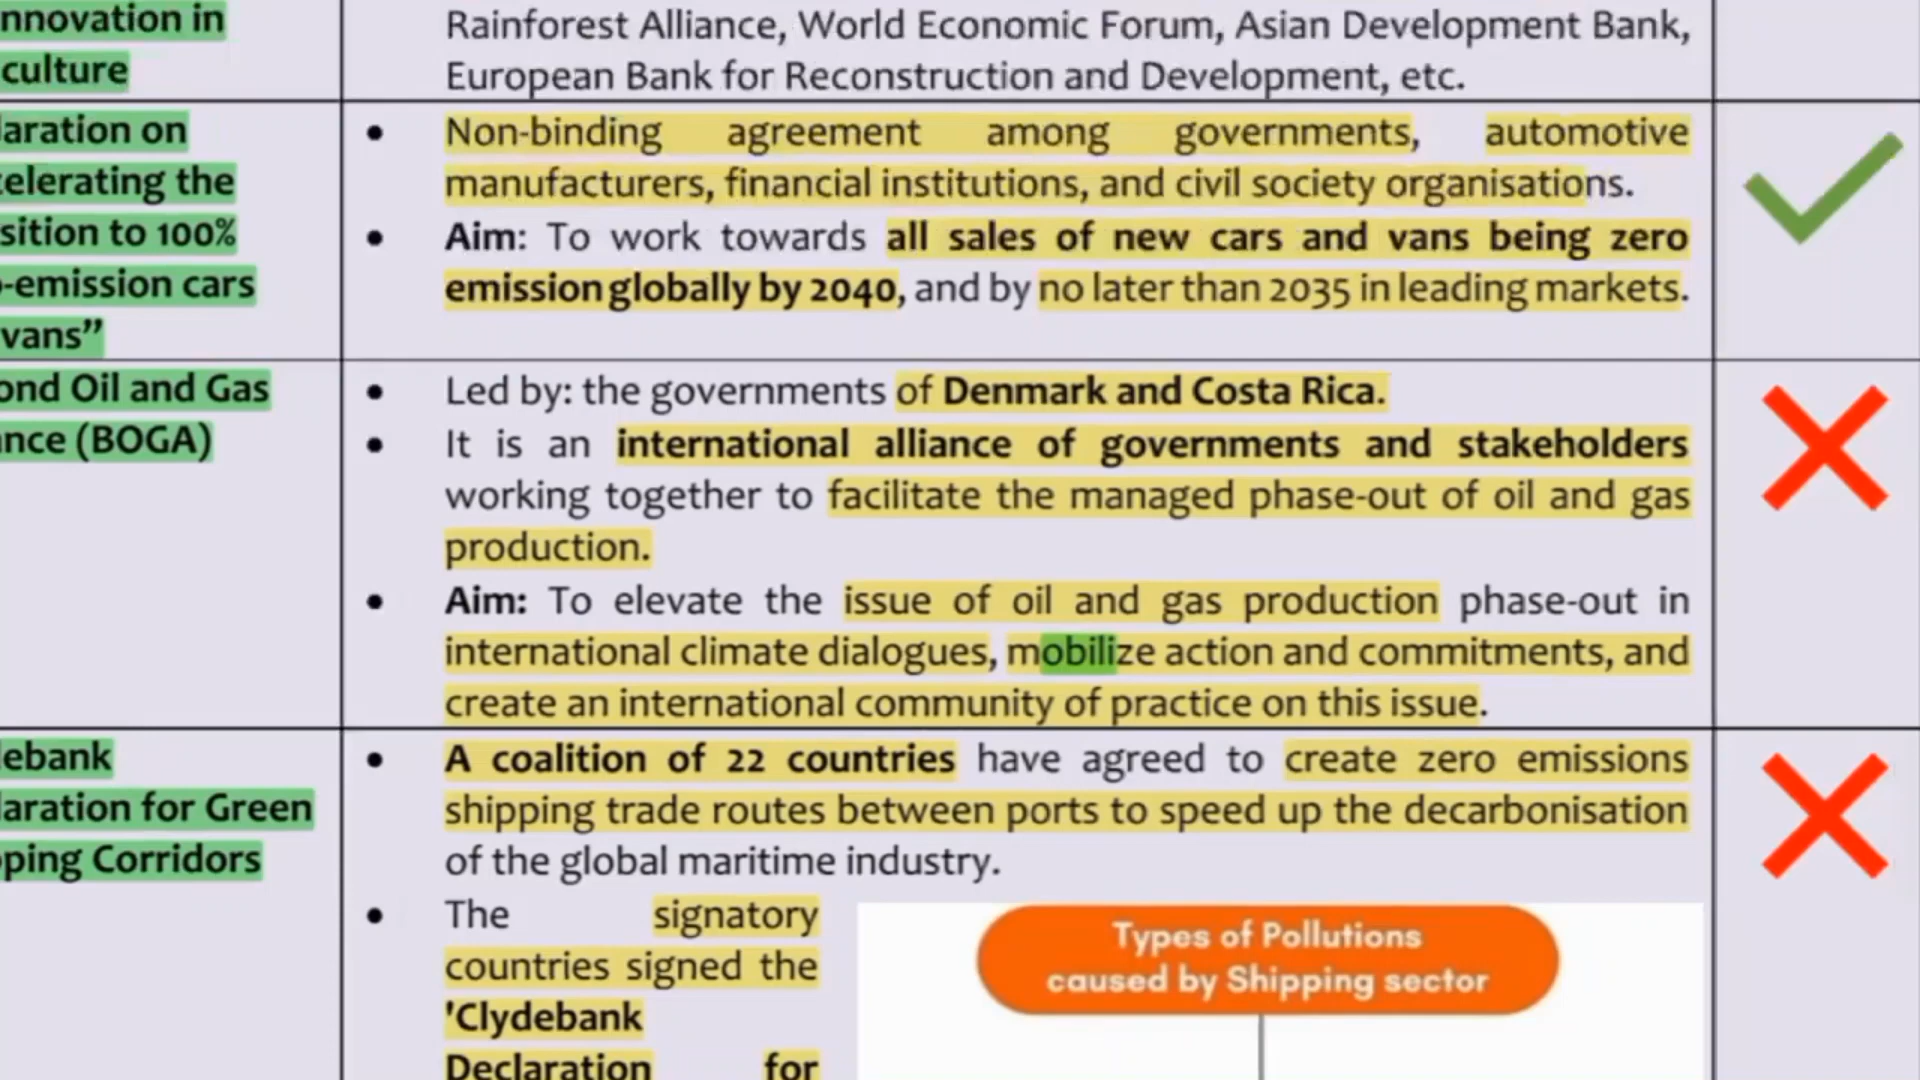 nnovation in
culture
Rainforest Alliance, World Economic Forum, Asian Development Bank,
European Bank for Reconstruction and Development, etc.
laration on
celerating the
sition to 100%
-emission cars
vans”
• Non-binding agreement among governments, automotive
manufacturers, financial institutions, and civil society organisations.
• Aim: To work towards all sales of new cars and vans being zero
emission globally by 2040, and by no later than 2035 in leading markets.
ond Oil and Gas
ance (BOGA)
• Led by: the governments of Denmark and Costa Rica.
• It is an international alliance of governments and stakeholders
working together to facilitate the managed phase-out of oil and gas
production.
• Aim: To elevate the issue of oil and gas production phase-out in
international climate dialogues, mobilize action and commitments, and
create an international community of practice on this issue.
debank
laration for Green
pping Corridors
• A coalition of 22 countries have agreed to create zero emissions
shipping trade routes between ports to speed up the decarbonisation
of the global maritime industry.
• The signatory
countries signed the
'Clydebank
Declaration for
Types of Pollutions
caused by Shipping sector